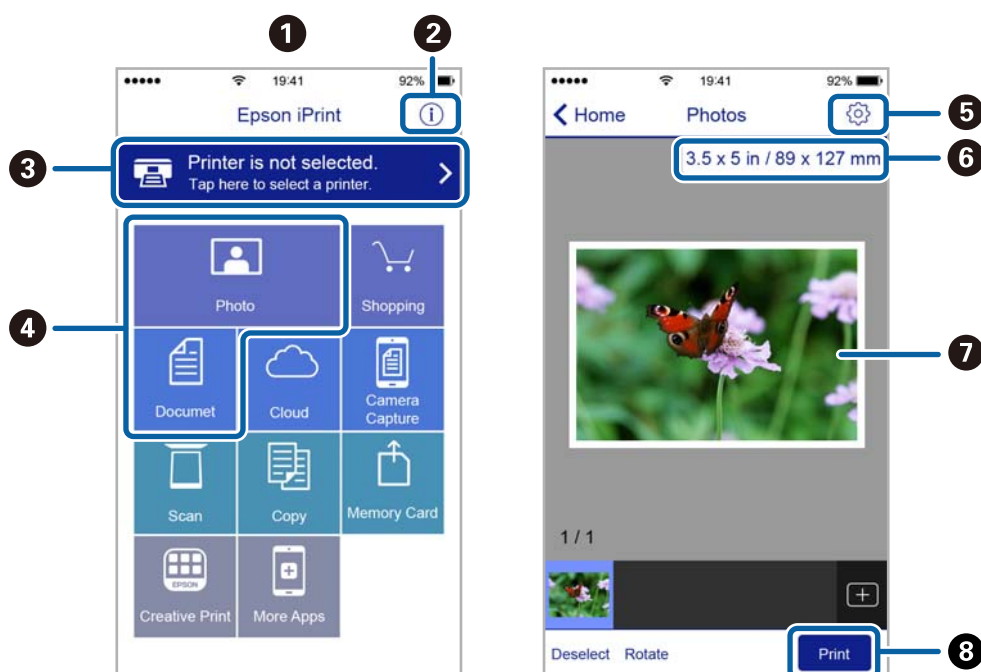 1
2
19:41
92%
Epson iPrint
3
Printer is not selected.
Tap here to select a printer.
4
Photo
Shopping
Documet
Cloud
Camera
Capture
Scan
Copy
Memory Card
EPSON
Creative Print
More Apps
19:41
92%
Home
Photos
5
3.5 x 5 in / 89 x 127 mm
6
7
1 / 1
Deselect
Rotate
Print
8